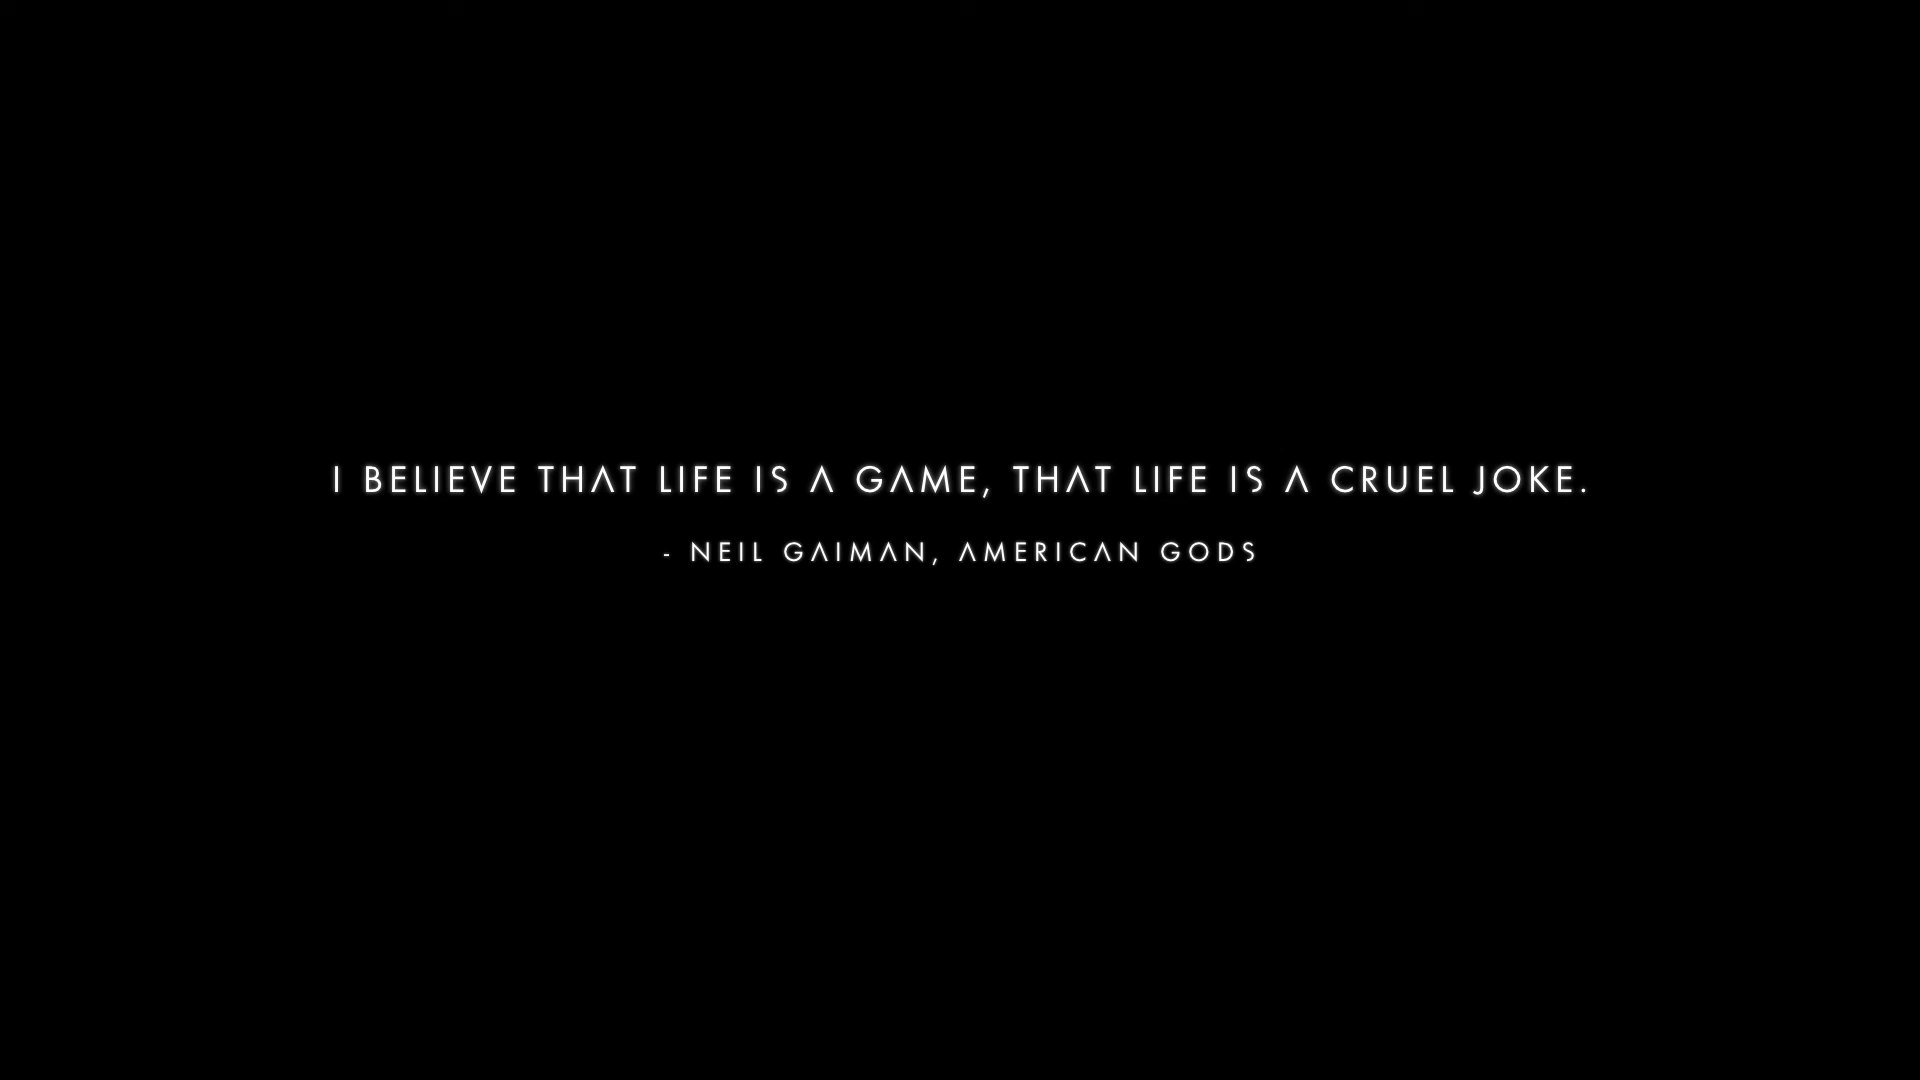 I BELIEVE THAT LIFE IS A GAME, THAT LIFE IS A CRUEL JOKE.
- NEIL GAIMAN, AMERICAN GODS